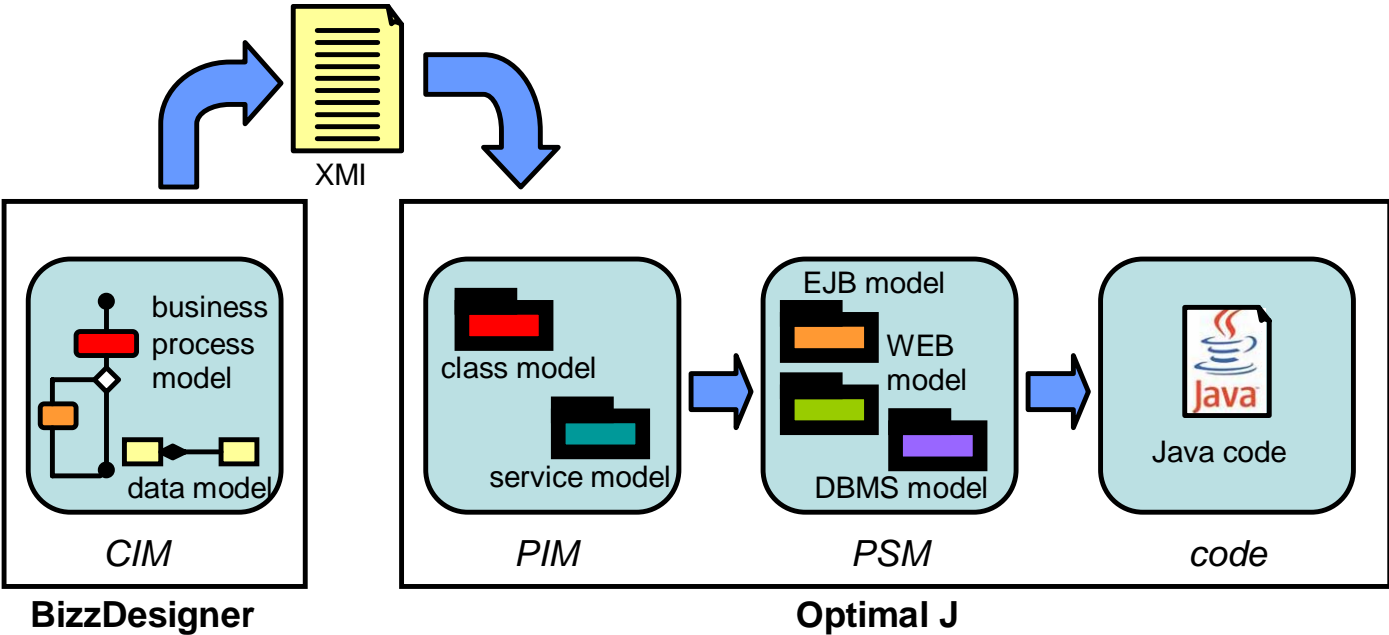 XMI
business
process
model
data model
CIM
BizzDesigner
class model
service model
PIM
EJB model
WEB
model
DBMS model
PSM
Java
Java code
code
Optimal J